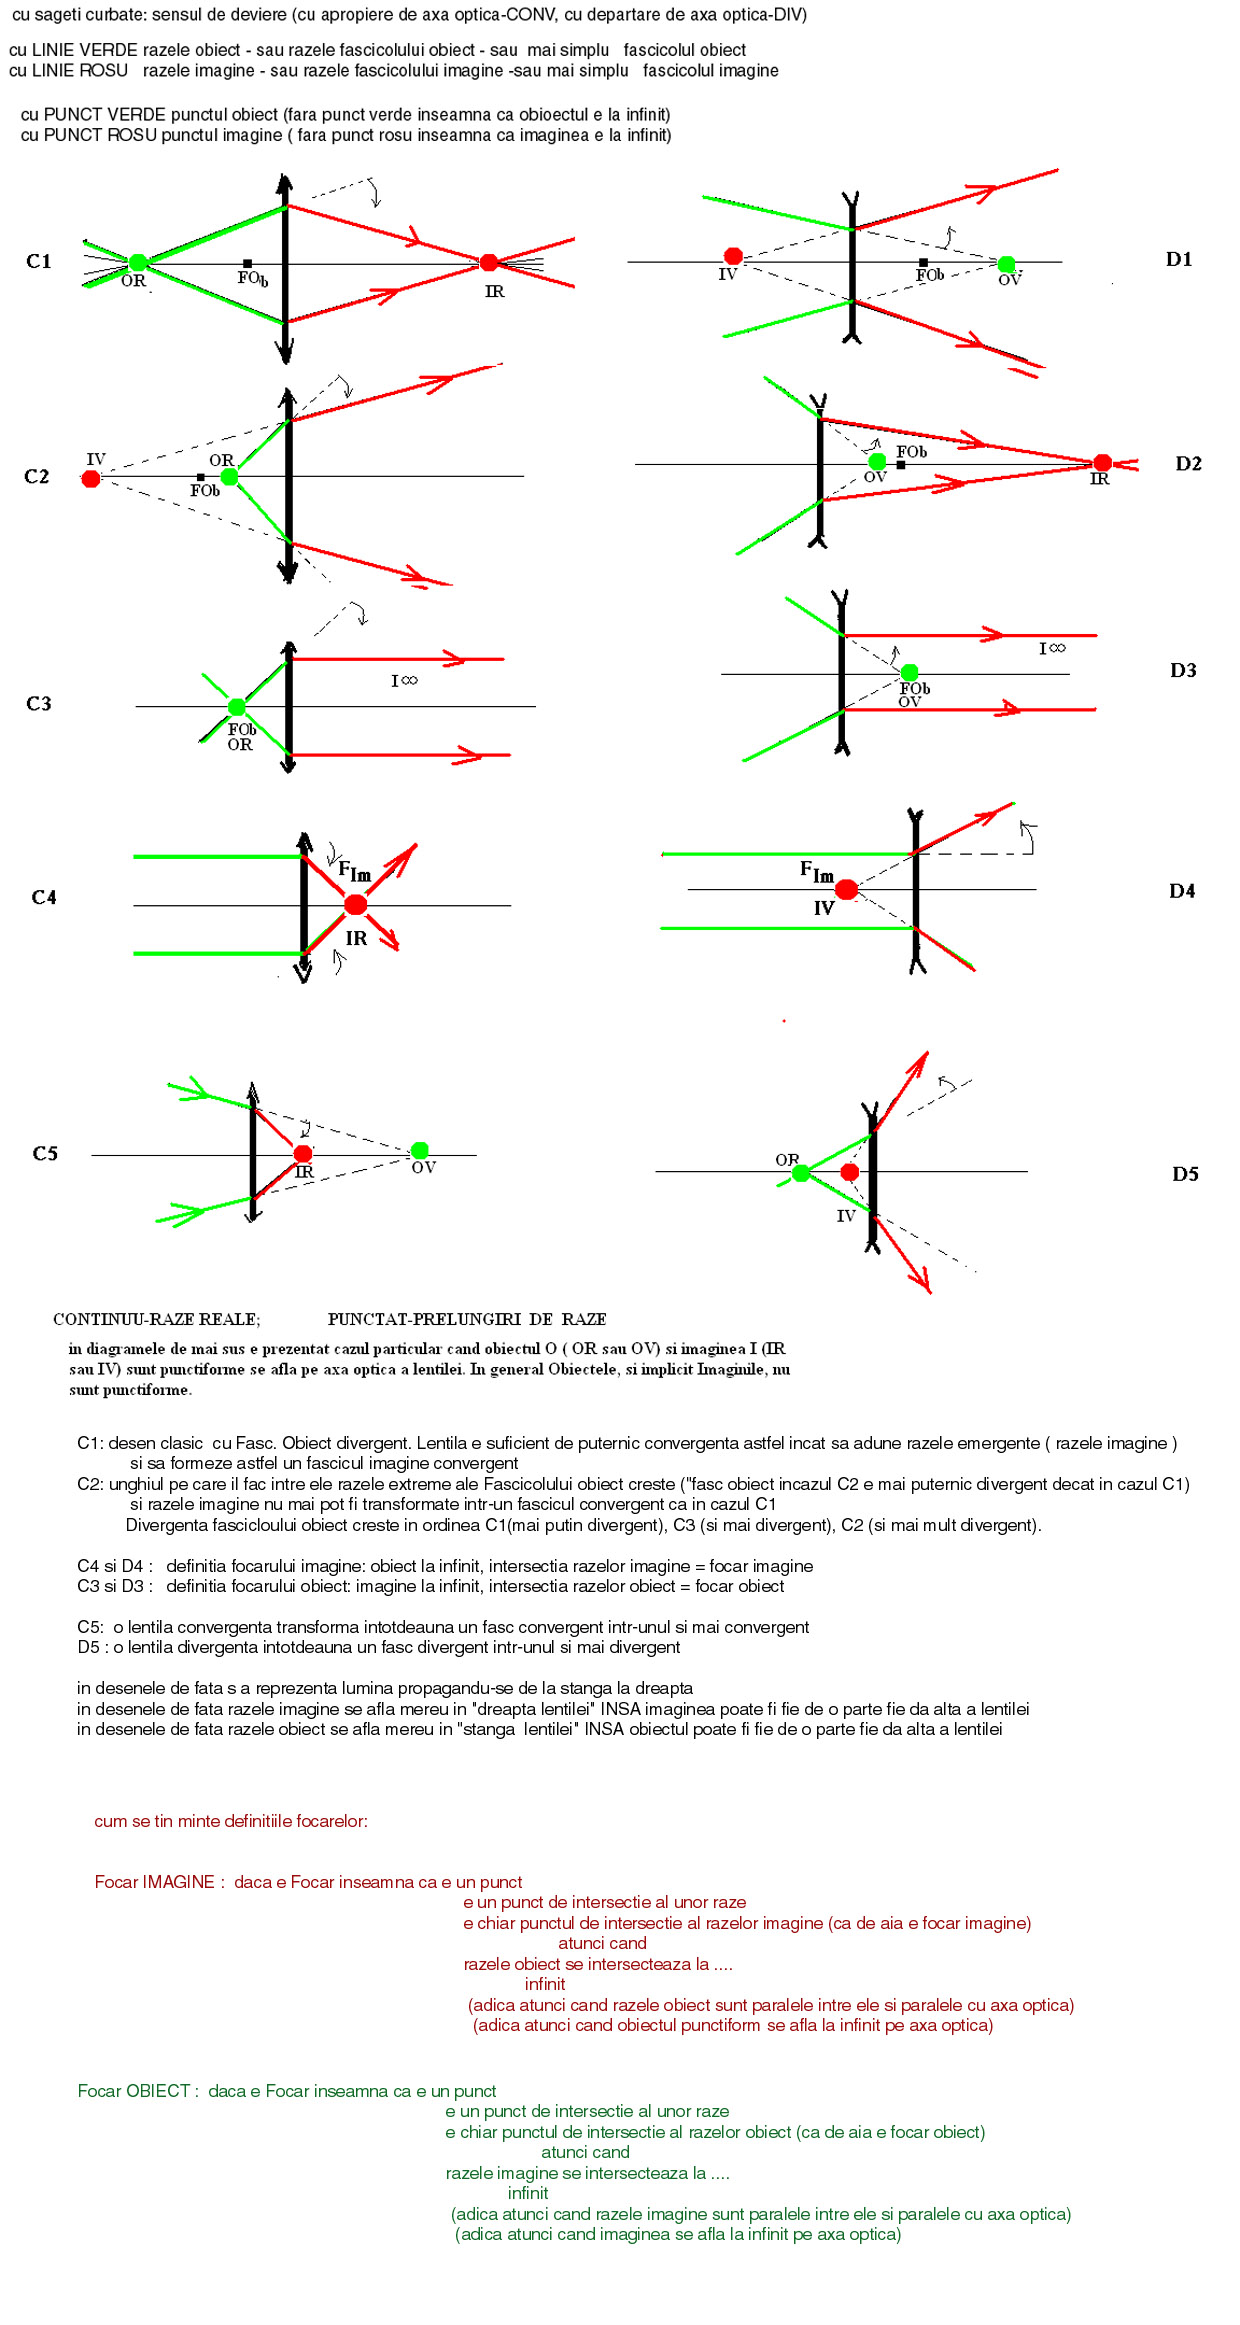 cu sageti curbate: sensul de deviere (cu apropiere de axa optica-CONV, cu departare de axa optica-DIV)
cu LINIE VERDE razele obiect - sau razele fascicolului obiect - sau mai simplu fascicolul obiect
cu LINIE ROSU razele imagine - sau razele fascicolului imagine -sau mai simplu fascicolul imagine
cu PUNCT VERDE punctul obiect (fara punct verde inseamna ca obioectul e la infinit)
cu PUNCT ROSU punctul imagine ( fara punct rosu inseamna ca imaginea e la infinit)
C1
OR
FOb
IR
IV
FOb
OV
D1
C2
IV
OR
FOb
OV
FOb
IR
D2
C3
FOb
OR
I∞
FOb
OV
I∞
D3
C4
FIm
IR
FIm
IV
D4
C5
IR
OV
OR
IV
D5
CONTINUU-RAZE REALE; PUNCTAT-PRELUNGIRI DE RAZE
in diagramele de mai sus e prezentat cazul particular cand obiectul O ( OR sau OV) si imaginea I (IR
sau IV) sunt punctiforme se afla pe axa optica a lentilei. In general Obiectele, si implicit Imaginile, nu
sunt punctiforme.
C1: desen clasic cu Fasc. Obiect divergent. Lentila e suficient de puternic convergenta astfel incat sa adune razele emergente ( razele imagine )
si sa formeze astfel un fascicul imagine convergent
C2: unghiul pe care il fac intre ele razele extreme ale Fascicolului obiect creste ("fasc obiect incazul C2 e mai puternic divergent decat in cazul C1)
si razele imagine nu mai pot fi transformate intr-un fascicul convergent ca in cazul C1
Divergenta fascicloului obiect creste in ordinea C1(mai putin divergent), C3 (si mai divergent), C2 (si mai mult divergent).
C4 si D4 : definitia focarului imagine: obiect la infinit, intersectia razelor imagine = focar imagine
C3 si D3 : definitia focarului obiect: imagine la infinit, intersectia razelor obiect = focar obiect
C5: o lentila convergenta transforma intotdeauna un fasc convergent intr-unul si mai convergent
D5 : o lentila divergenta intotdeauna un fasc divergent intr-unul si mai divergent
in desenele de fata s a reprezenta lumina propagandu-se de la stanga la dreapta
in desenele de fata razele imagine se afla mereu in "dreapta lentilei" INSA imaginea poate fi fie de o parte fie da alta a lentilei
in desenele de fata razele obiect se afla mereu in "stanga lentilei" INSA obiectul poate fi fie de o parte fie da alta a lentilei
cum se tin minte definitiile focarelor:
Focar IMAGINE : daca e Focar inseamna ca e un punct
e un punct de intersectie al unor raze
e chiar punctul de intersectie al razelor imagine (ca de aia e focar imagine)
atunci cand
razele obiect se intersecteaza la ....
infinit
(adica atunci cand razele obiect sunt paralele intre ele si paralele cu axa optica)
(adica atunci cand obiectul punctiform se afla la infinit pe axa optica)
Focar OBIECT : daca e Focar inseamna ca e un punct
e un punct de intersectie al unor raze
e chiar punctul de intersectie al razelor obiect (ca de aia e focar obiect)
atunci cand
razele imagine se intersecteaza la ....
infinit
(adica atunci cand razele imagine sunt paralele intre ele si paralele cu axa optica)
(adica atunci cand imaginea se afla la infinit pe axa optica)